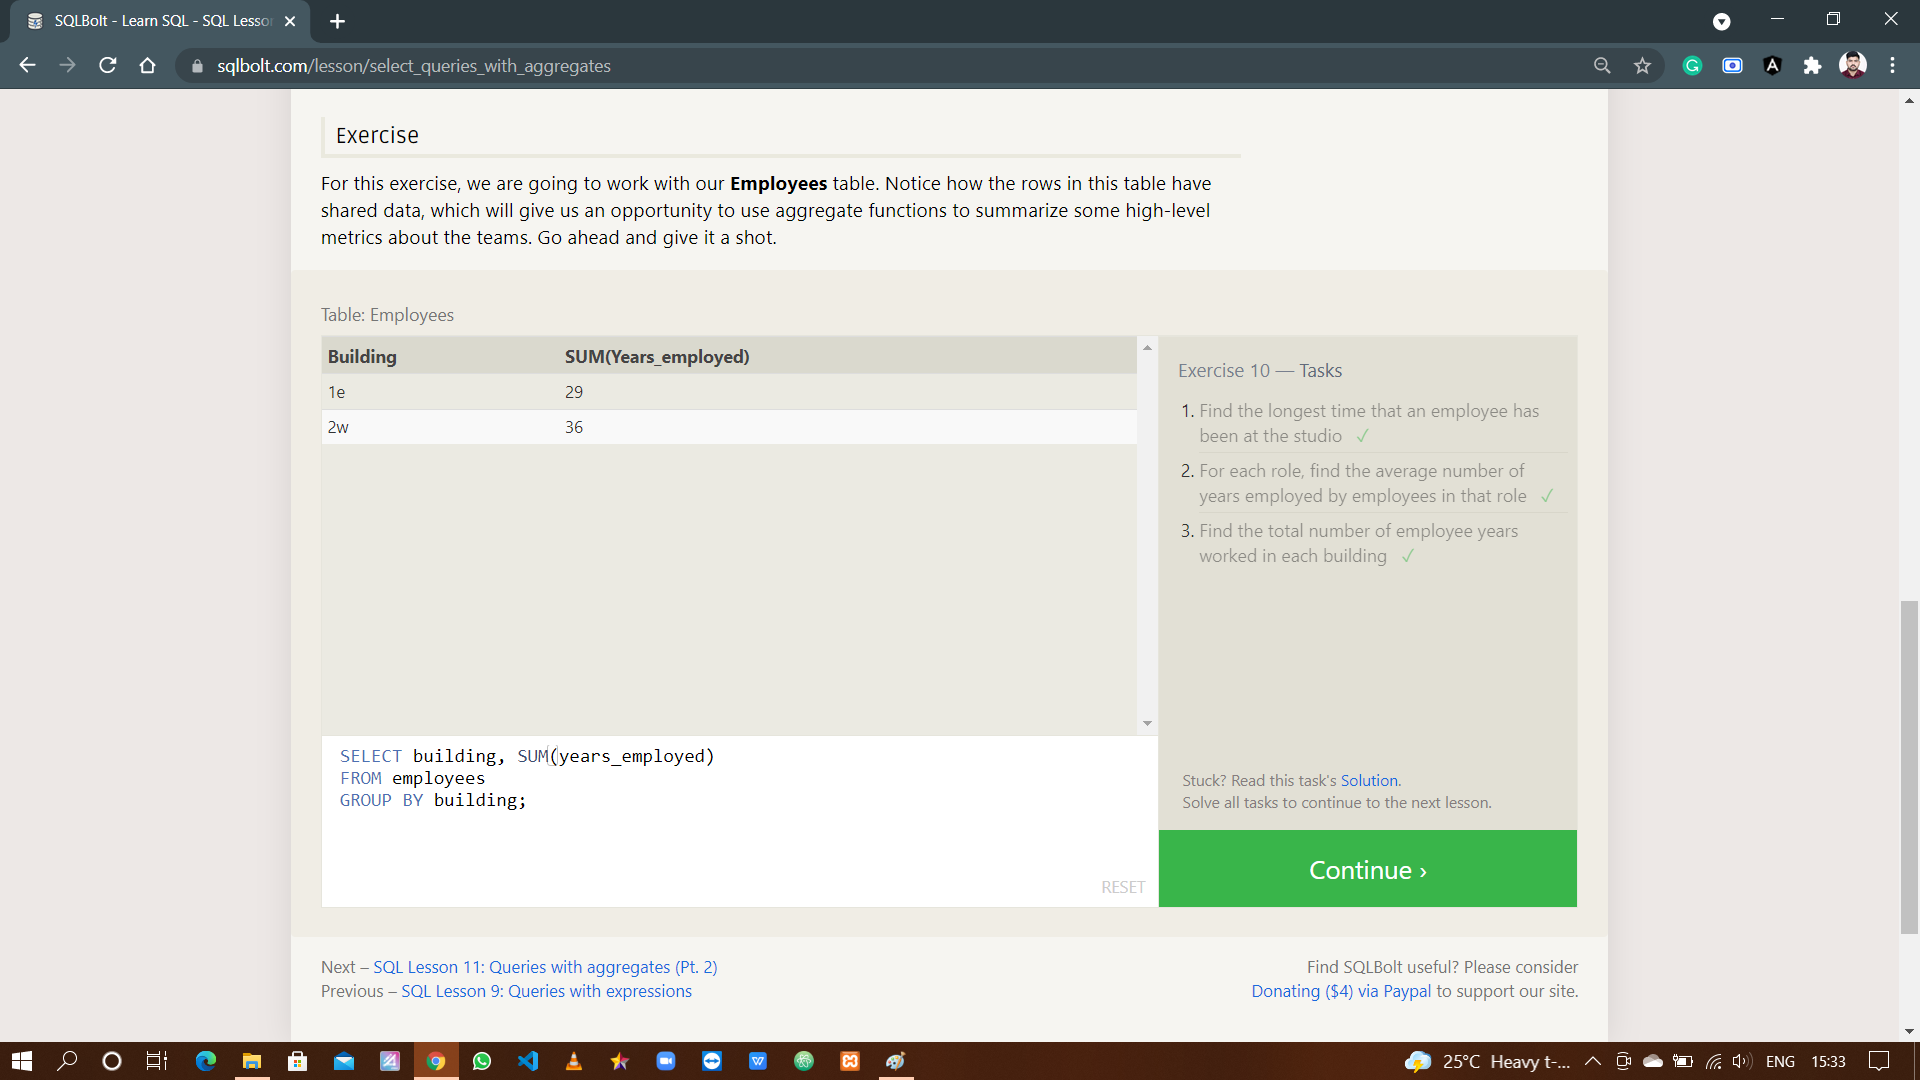 SQLBolt - Learn SQL - SQL Lesso
sqlbolt.com/lesson/select_queries_with_aggregates
Exercise
For this exercise, we are going to work with our Employees table. Notice how the rows in this table have
shared data, which will give us an opportunity to use aggregate functions to summarize some high-level
metrics about the teams. Go ahead and give it a shot.
Table: Employees
Building SUM(Years_employed)
1e 29
2w 36
SELECT building, SUM(years_employed)
FROM employees
GROUP BY building;
RESET
Exercise 10 — Tasks
1. Find the longest time that an employee has
been at the studio ✓
2. For each role, find the average number of
years employed by employees in that role ✓
3. Find the total number of employee years
worked in each building ✓
Stuck? Read this task's Solution.
Solve all tasks to continue to the next lesson.
Continue ›
Next – SQL Lesson 11: Queries with aggregates (Pt. 2)
Previous – SQL Lesson 9: Queries with expressions
Find SQLBolt useful? Please consider
Donating ($4) via Paypal to support our site.
25°C Heavy t-... ENG 15:33